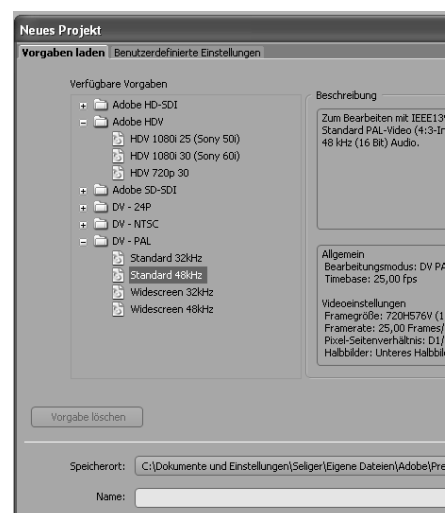 Neues Projekt
Vorgaben laden
Benutzerdefinierte Einstellungen
Verfügbare Vorgaben
Adobe HD-SDI
Adobe HDV
HDV 1080i 25 (Sony 50i)
HDV 1080i 30 (Sony 60i)
HDV 720p 30
Adobe SD-SDI
DV - 24P
DV - NTSC
DV - PAL
Standard 32kHz
Standard 48kHz
Widescreen 32kHz
Widescreen 48kHz
Beschreibung
Zum Bearbeiten mit IEEE13
Standard PAL-Video (4:3-In
48 kHz (16 Bit) Audio.
Allgemein
Bearbeitungsmodus: DV PA
Timebase: 25,00 fps
Videoeinstellungen
Framegröße: 720H576V (1
Framerate: 25,00 Frames/
Pixel-Seitenverhältnis: D1/
Halbbilder: Unteres Halbbil
Vorgabe löschen
Speicherort: C:\Dokumente und Einstellungen\Seliger\Eigene Dateien\Adobe\Pre
Name: